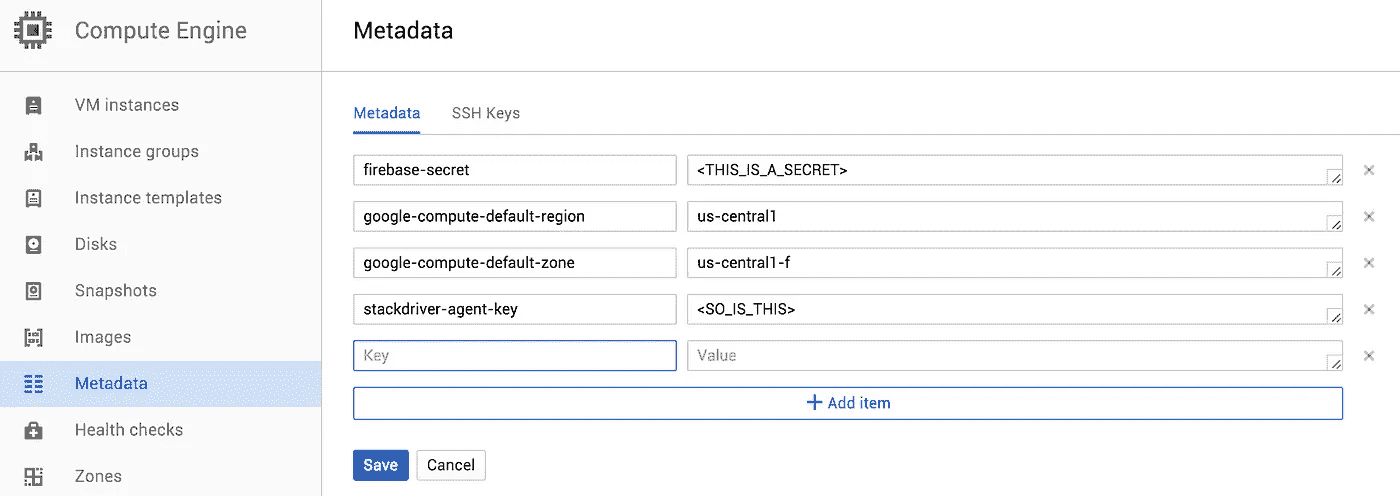 Compute Engine
Metadata
VM instances
Instance groups
Instance templates
Disks
Snapshots
Images
Metadata
Health checks
Zones
Metadata SSH Keys
firebase-secret <THIS_IS_A_SECRET>
google-compute-default-region us-central1
google-compute-default-zone us-central1-f
stackdriver-agent-key <SO_IS_THIS>
Key Value
+ Add item
Save Cancel